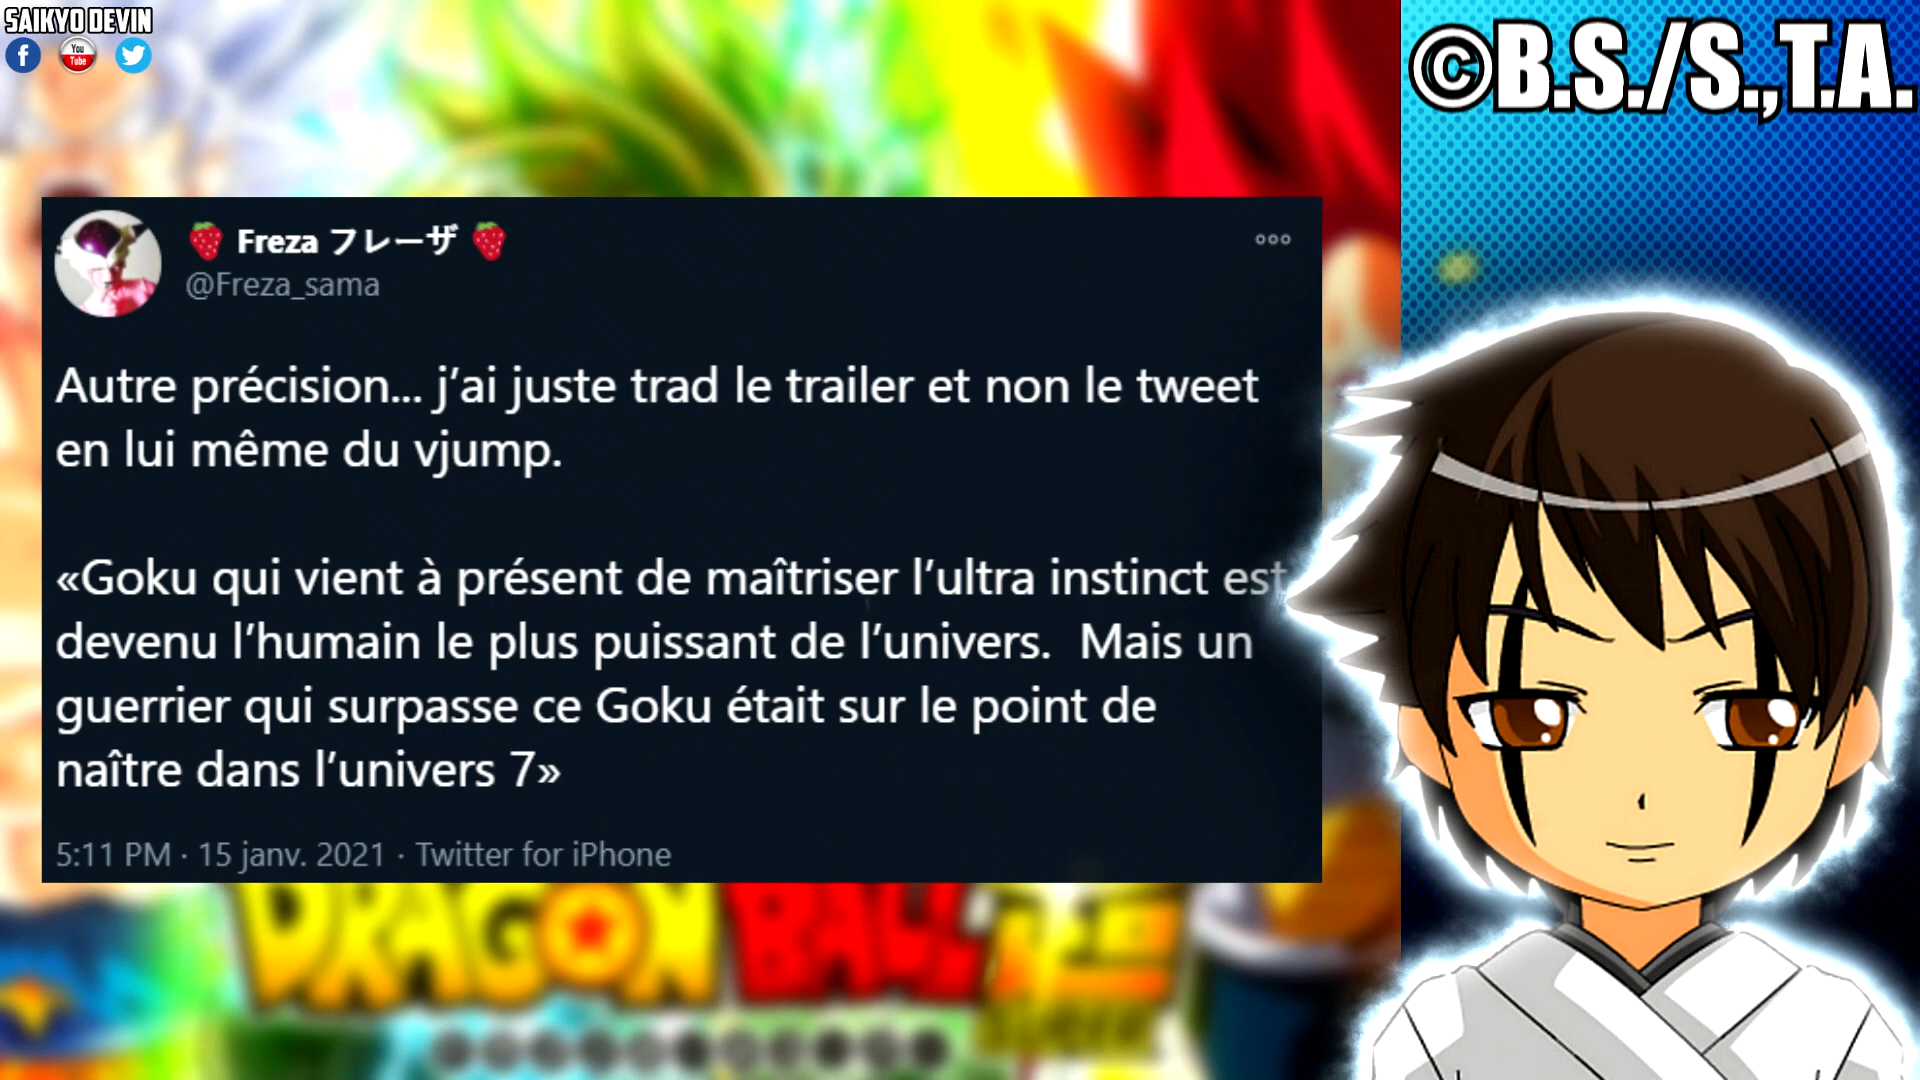 SAIKYO DEVIN
You
Tube
©B.S./S.,T.A.
🍓 Freza フレーザ 🍓
@Freza_sama
Autre précision... j’ai juste trad le trailer et non le tweet
en lui même du vjump.
«Goku qui vient à présent de maîtriser l’ultra instinct est
devenu l’humain le plus puissant de l’univers. Mais un
guerrier qui surpasse ce Goku était sur le point de
naître dans l’univers 7»
5:11 PM · 15 janv. 2021 · Twitter for iPhone
DRAGON BALL 超
SUPER